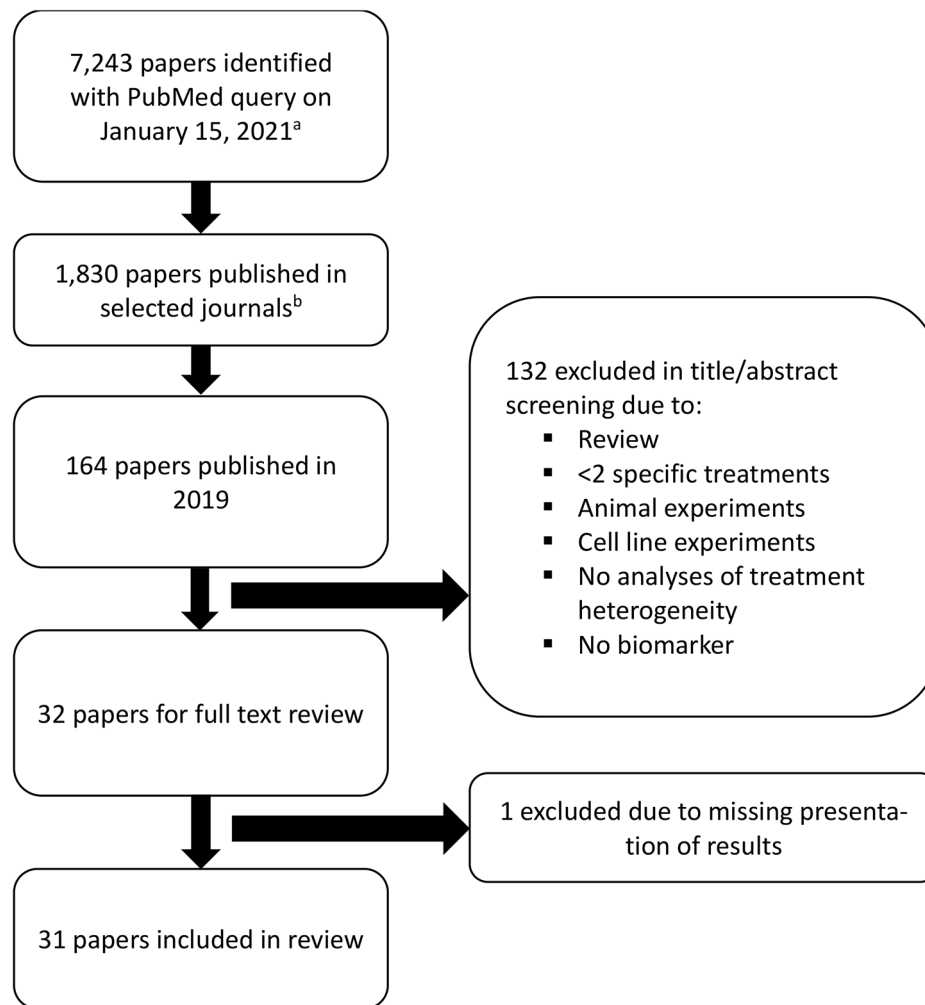 7,243 papers identified
with PubMed query on
January 15, 2021ᵃ
1,830 papers published in
selected journalsᵇ
164 papers published in
2019
132 excluded in title/abstract
screening due to:
▪ Review
▪ <2 specific treatments
▪ Animal experiments
▪ Cell line experiments
▪ No analyses of treatment
heterogeneity
▪ No biomarker
32 papers for full text review
1 excluded due to missing presenta-
tion of results
31 papers included in review